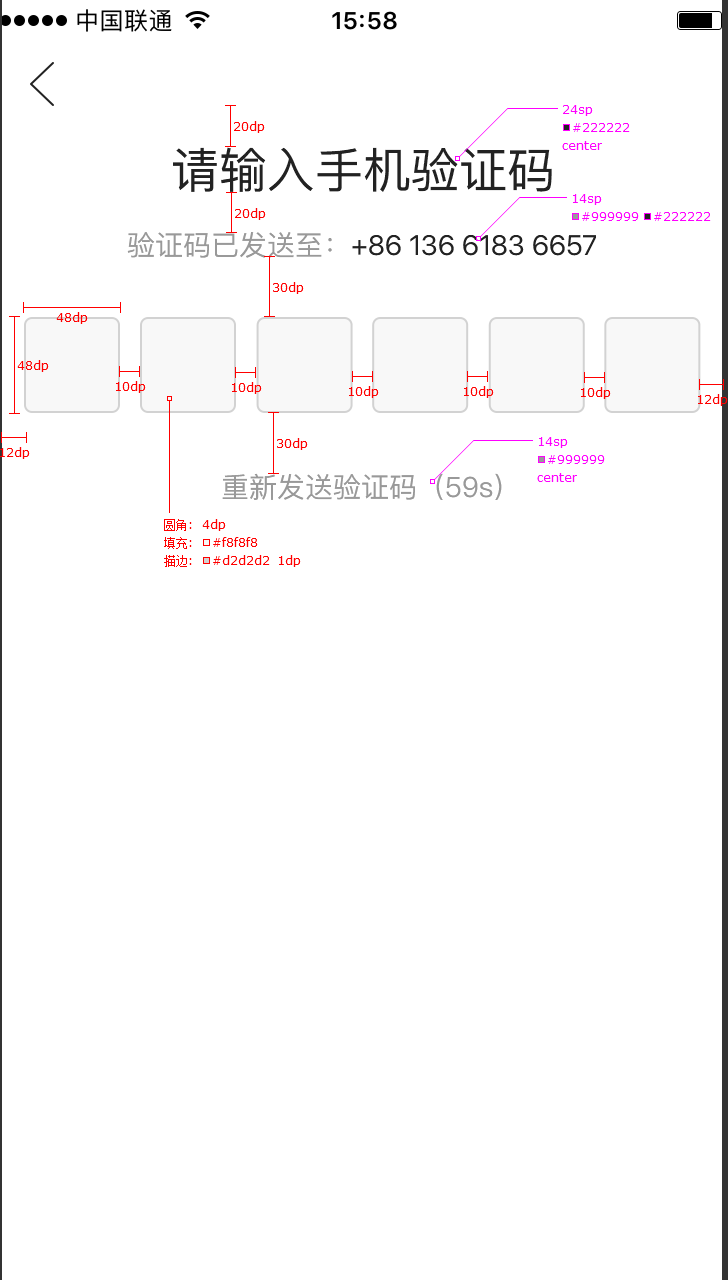 中国联通 15:58
20dp
24sp
#222222
center
请输入手机验证码
20dp
14sp
#999999 #222222
验证码已发送至：+86 136 6183 6657
30dp
48dp
48dp
10dp 10dp 10dp 10dp 10dp 12dp
12dp
30dp
14sp
#999999
center
重新发送验证码（59s）
圆角： 4dp
填充： #f8f8f8
描边： #d2d2d2 1dp